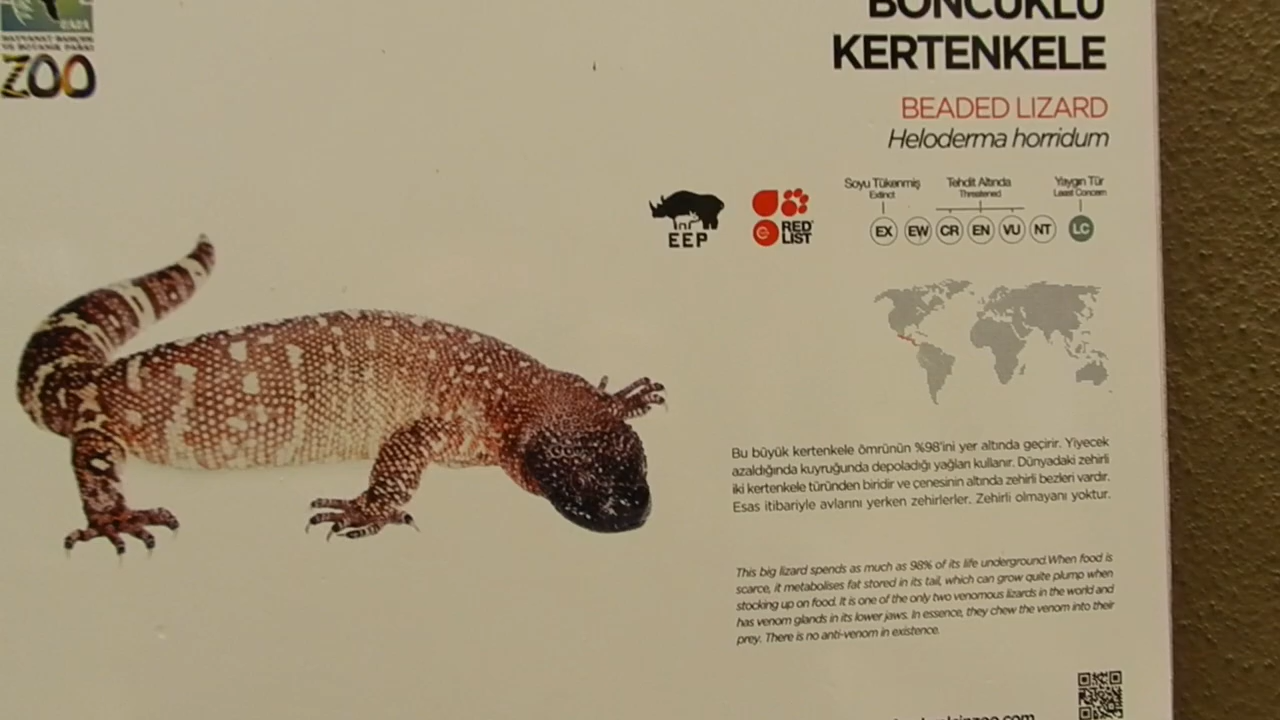 ZOO
BONCUKLU
KERTENKELE
BEADED LIZARD
Heloderma horridum
Soyu Tükenmiş
Extinct
Tehdit Altında
Threatened
Yaygın Tür
Least Concern
EEP
RED
LIST
EX EW CR EN VU NT LC
Bu büyük kertenkele ömrünün %98'ini yer altında geçirir. Yiyecek
azaldığında kuyruğunda depoladığı yağları kullanır. Dünyadaki zehirli
iki kertenkele türünden biridir ve çenesinin altında zehirli bezleri vardır.
Esas itibariyle avlarını yerken zehirlerler. Zehirli olmayanı yoktur.
This big lizard spends as much as 98% of its life underground.When food is
scarce, it metabolises fat stored in its tail, which can grow quite plump when
stocking up on food. It is one of the only two venomous lizards in the world and
has venom glands in its lower jaws. In essence, they chew the venom into their
prey. There is no anti-venom in existence.